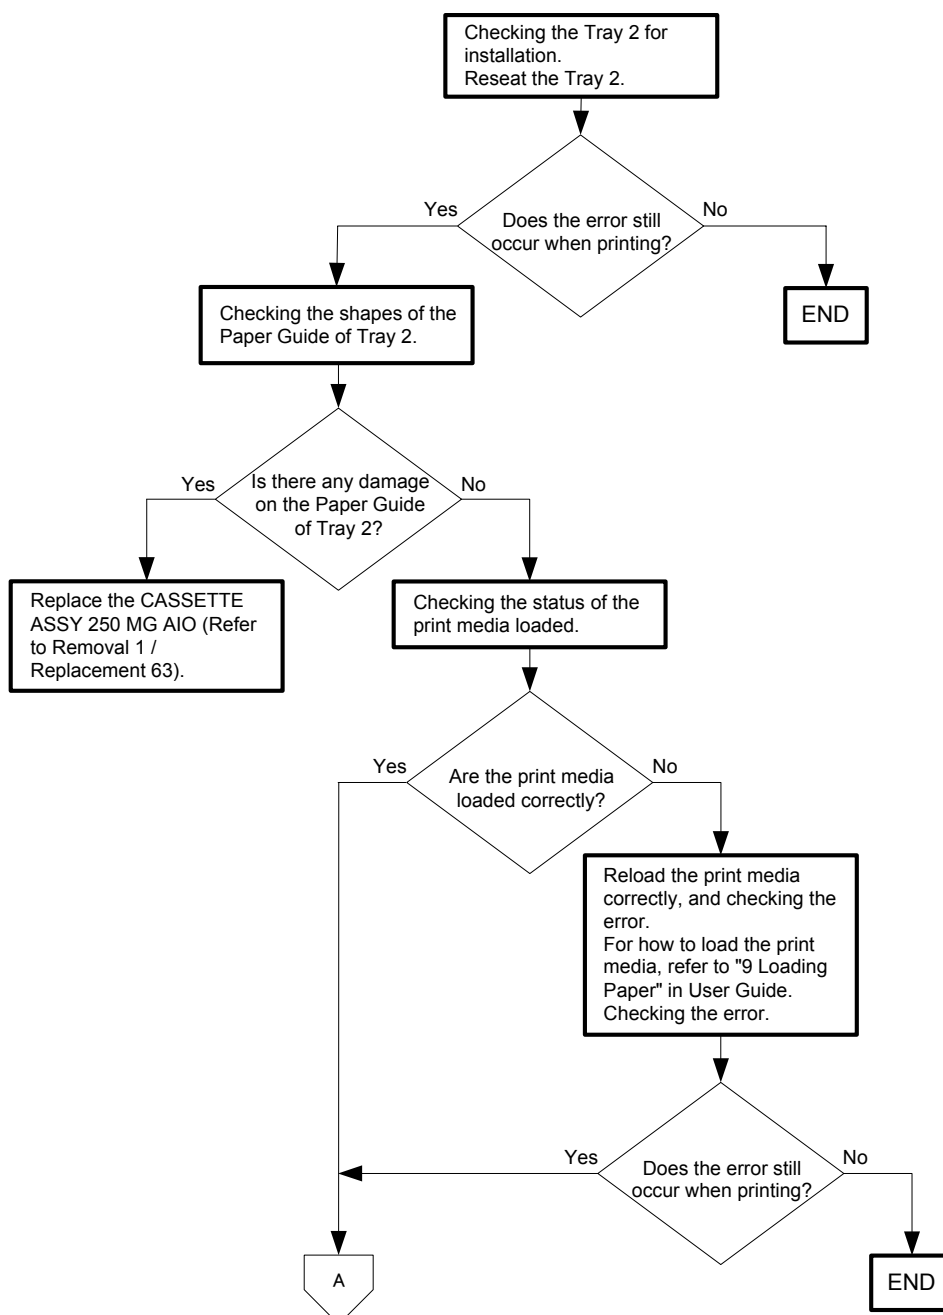 Checking the Tray 2 for
installation.
Reseat the Tray 2.
Yes
Does the error still
occur when printing?
No
Checking the shapes of the
Paper Guide of Tray 2.
END
Yes
Is there any damage
on the Paper Guide
of Tray 2?
No
Replace the CASSETTE
ASSY 250 MG AIO (Refer
to Removal 1 /
Replacement 63).
Checking the status of the
print media loaded.
Yes
Are the print media
loaded correctly?
No
Reload the print media
correctly, and checking the
error.
For how to load the print
media, refer to "9 Loading
Paper" in User Guide.
Checking the error.
Yes
Does the error still
occur when printing?
No
A
END